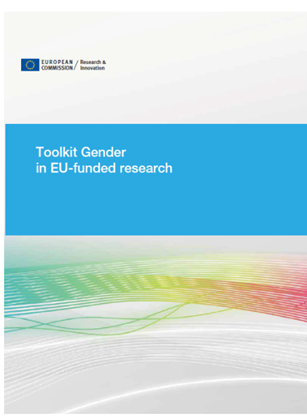 EUROPEAN
COMMISSION
Research &
Innovation
Toolkit Gender
in EU-funded research